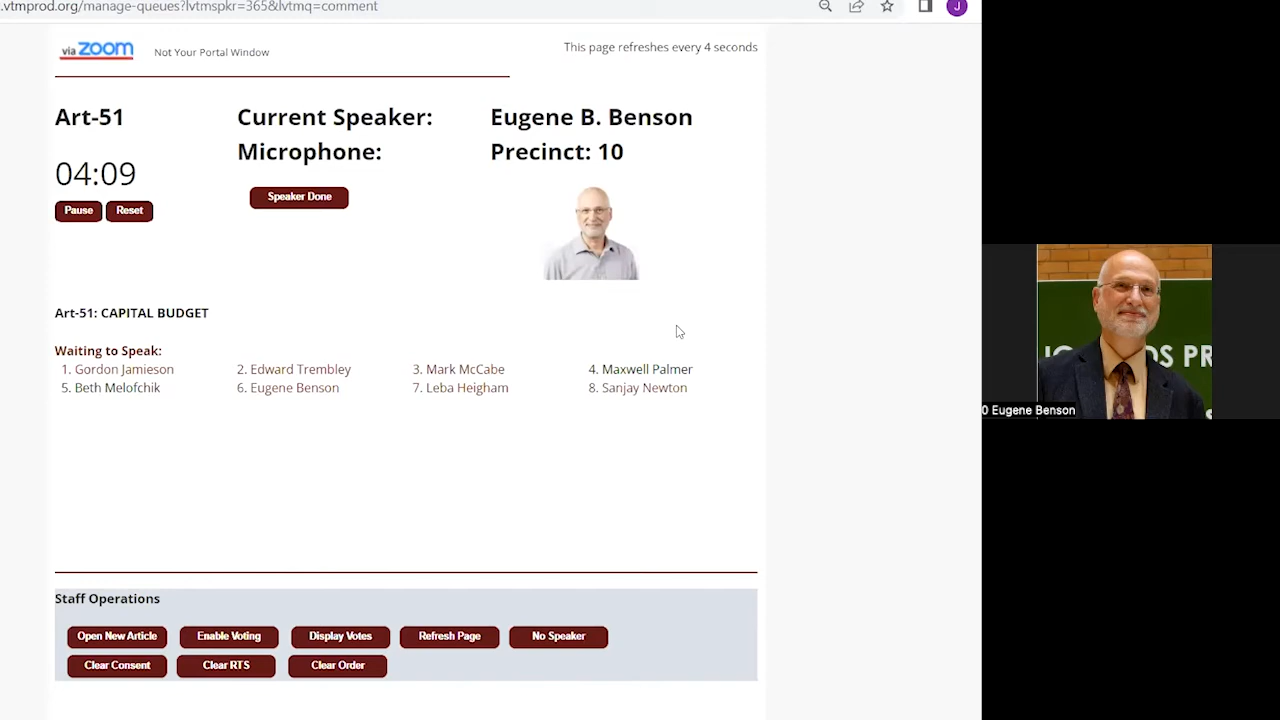 .vtmprod.org/manage-queues?lvtmspkr=365&lvtmq=comment
J
via zoom
Not Your Portal Window
This page refreshes every 4 seconds
Art-51
Current Speaker:
Eugene B. Benson
Microphone:
Precinct: 10
04:09
Pause
Reset
Speaker Done
Art-51: CAPITAL BUDGET
Waiting to Speak:
1. Gordon Jamieson
2. Edward Trembley
3. Mark McCabe
4. Maxwell Palmer
5. Beth Melofchik
6. Eugene Benson
7. Leba Heigham
8. Sanjay Newton
0 Eugene Benson
Staff Operations
Open New Article
Enable Voting
Display Votes
Refresh Page
No Speaker
Clear Consent
Clear RTS
Clear Order